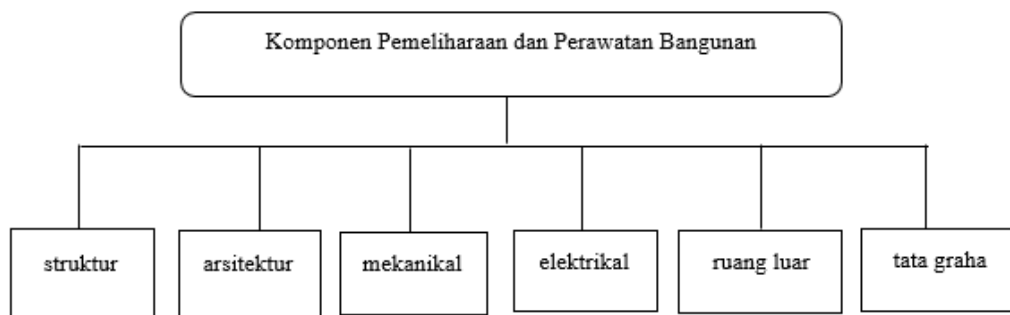 Komponen Pemeliharaan dan Perawatan Bangunan
struktur
arsitektur
mekanikal
elektrikal
ruang luar
tata graha